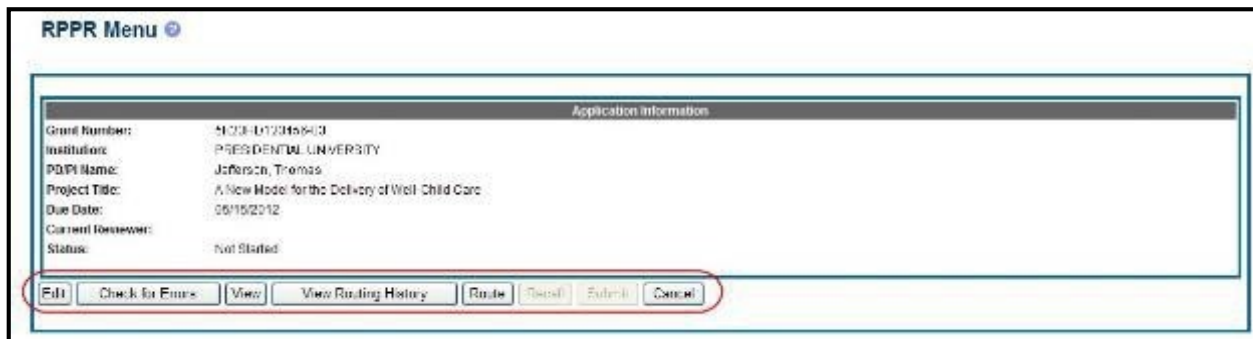 RPPR Menu ?
Application Information
Grant Number:
Institution: PRESIDENTIAL UNIVERSITY
PD/PI Name: Jefferson, Thomas
Project Title: A New Model for the Delivery of Well-Child Care
Due Date: 05/15/2012
Current Reviewer:
Status: Not Started
Edit Check for Errors View View Routing History Route Recall Submit Cancel